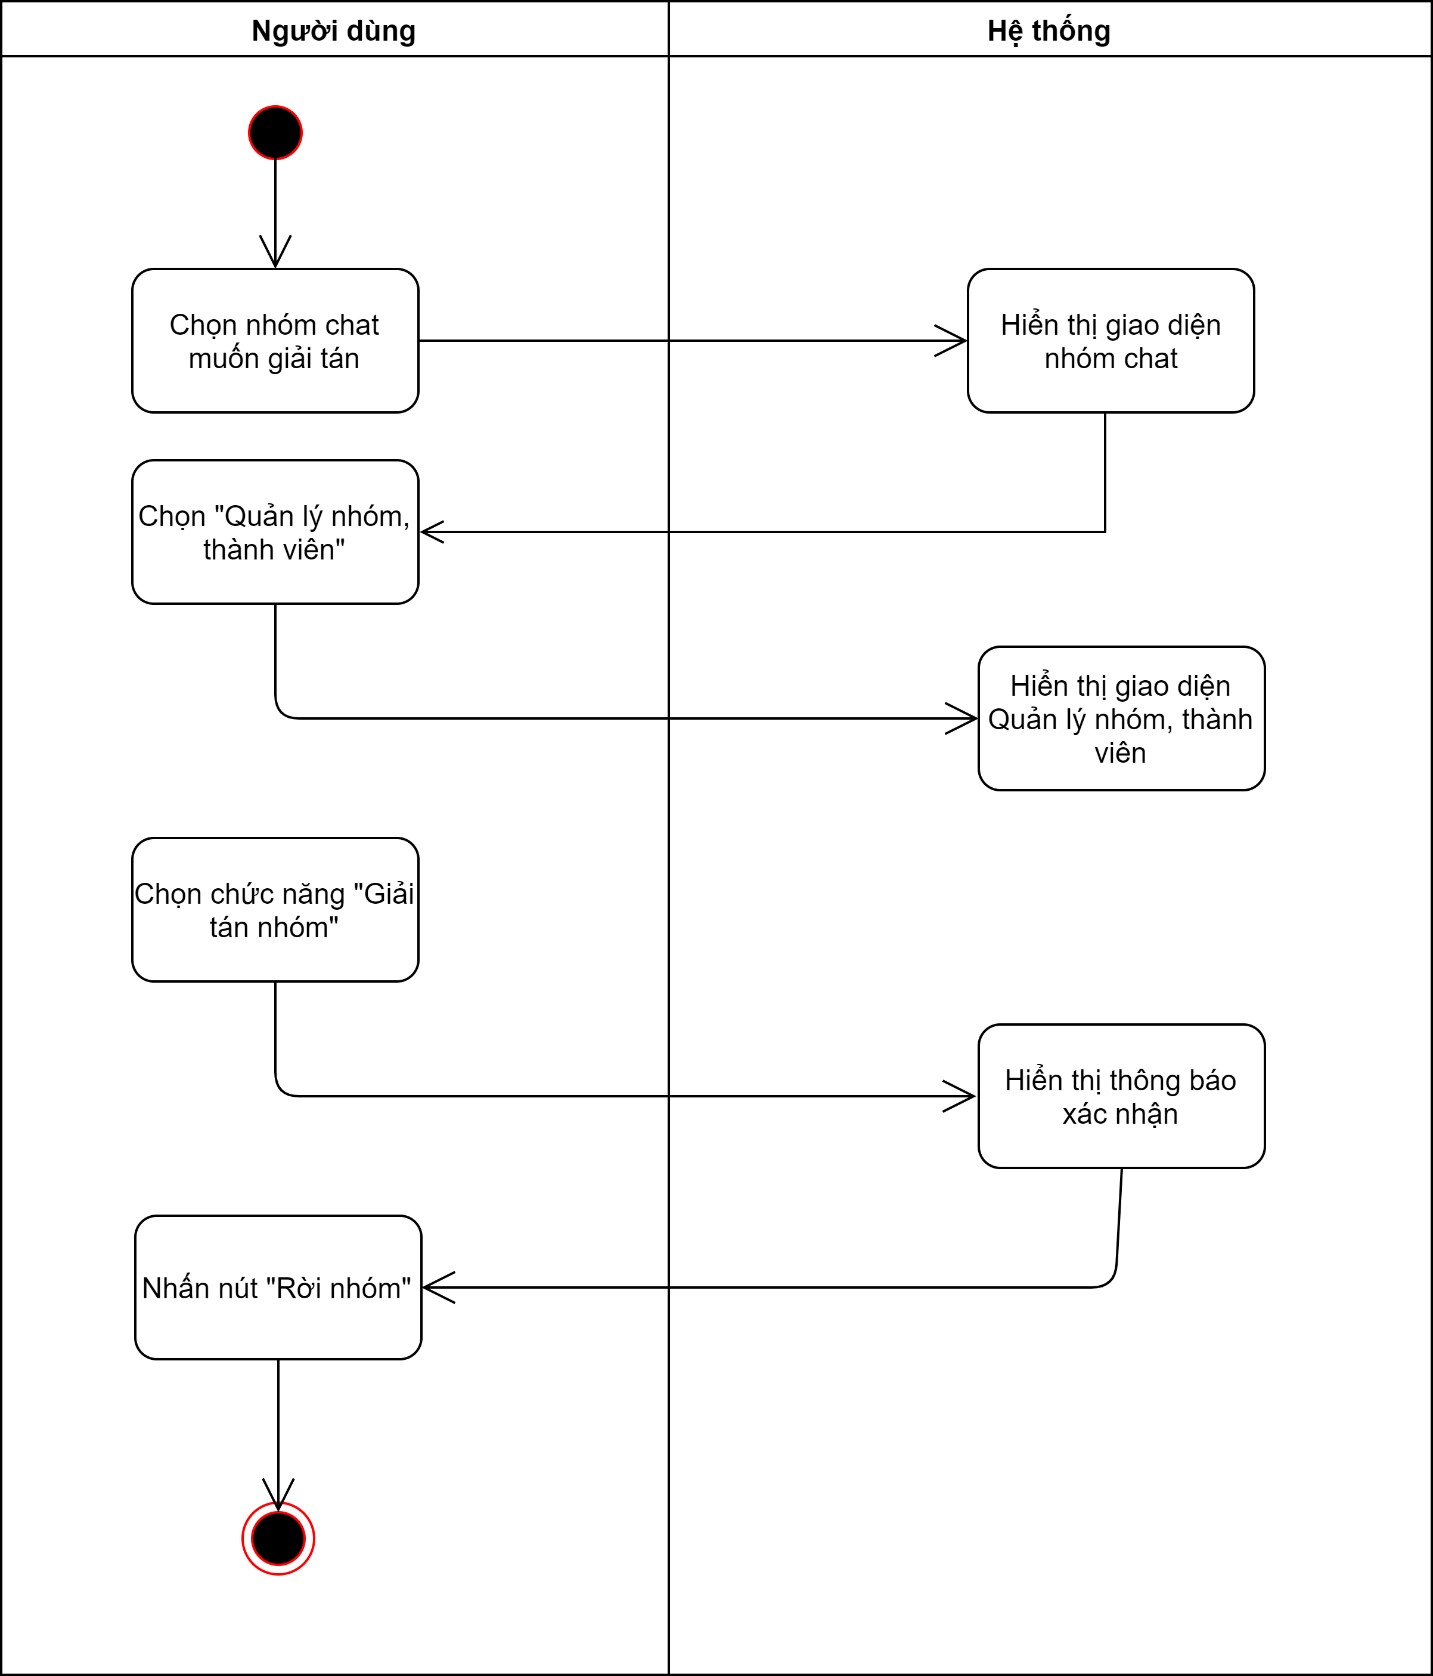 Người dùng
Hệ thống
Chọn nhóm chat
muốn giải tán
Hiển thị giao diện
nhóm chat
Chọn "Quản lý nhóm,
thành viên"
Hiển thị giao diện
Quản lý nhóm, thành
viên
Chọn chức năng "Giải
tán nhóm"
Hiển thị thông báo
xác nhận
Nhấn nút "Rời nhóm"